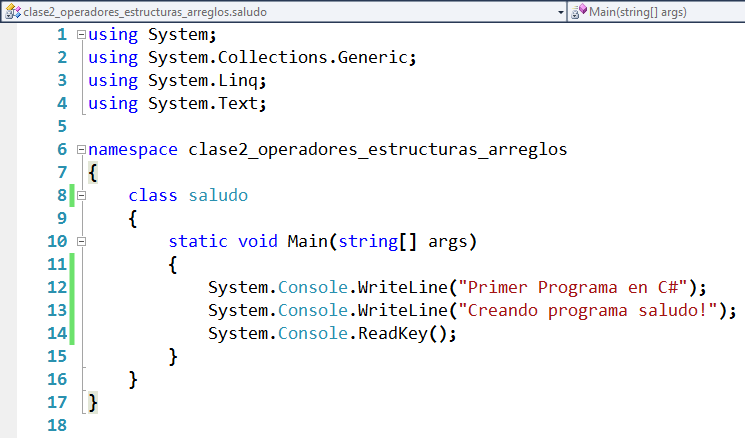 clase2_operadores_estructuras_arreglos.saludo Main(string[] args)
1 using System;
2 using System.Collections.Generic;
3 using System.Linq;
4 using System.Text;
5
6 namespace clase2_operadores_estructuras_arreglos
7 {
8 class saludo
9 {
10 static void Main(string[] args)
11 {
12 System.Console.WriteLine("Primer Programa en C#");
13 System.Console.WriteLine("Creando programa saludo!");
14 System.Console.ReadKey();
15 }
16 }
17 }
18